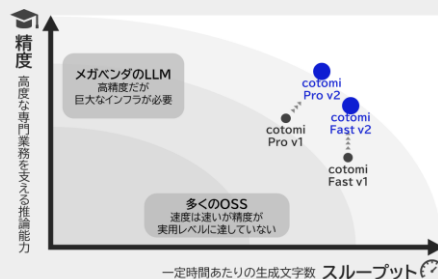 精度
高度な専門業務を支える推論能力
メガベンダのLLM
高精度だが
巨大なインフラが必要
cotomi
Pro v2
cotomi
Fast v2
cotomi
Pro v1
cotomi
Fast v1
多くのOSS
速度は速いが精度が
実用レベルに達していない
一定時間あたりの生成文字数 スループット